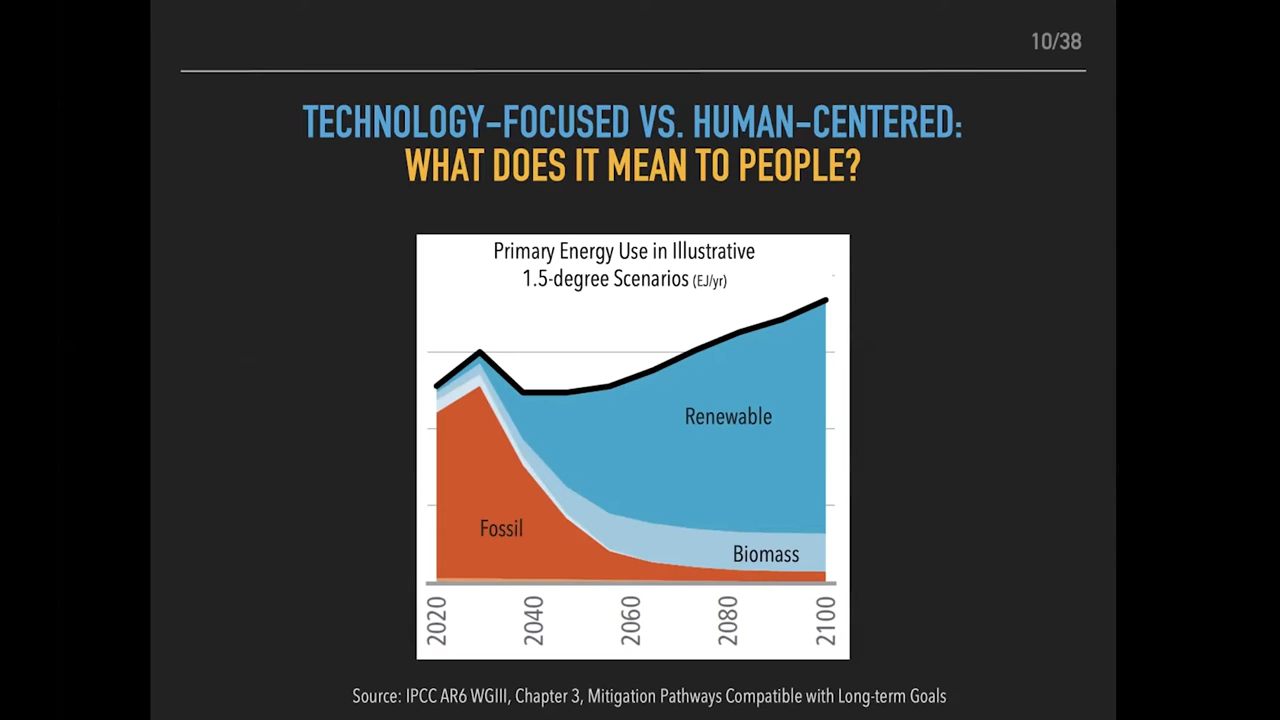 10/38
TECHNOLOGY-FOCUSED VS. HUMAN-CENTERED:
WHAT DOES IT MEAN TO PEOPLE?
Primary Energy Use in Illustrative
1.5-degree Scenarios (EJ/yr)
Renewable
Fossil
Biomass
2020
2040
2060
2080
2100
Source: IPCC AR6 WGIII, Chapter 3, Mitigation Pathways Compatible with Long-term Goals